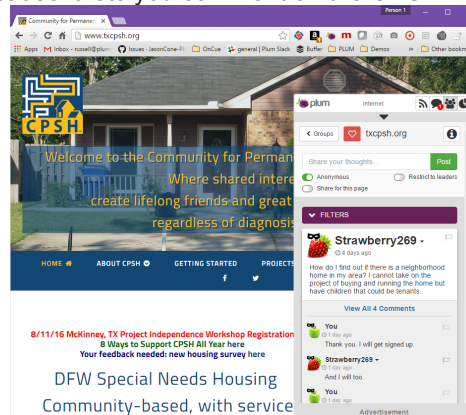 Person 1
Community for Permanen
www.txcpsh.org
Apps
M Inbox - russell@plum
Issues · JasonCone-FI
OnCue
general | Plum Slack
Buffer
PLUM
Demos
»
Other bookm
CPSH
Welcome to the Community for Perman
Where shared intere
create lifelong friends and great
regardless of diagnosis
HOME
ABOUT CPSH
GETTING STARTED
PROJECTS
f
8/11/16 McKinney, TX Project Independence Workshop Registration
8 Ways to Support CPSH All Year here
Your feedback needed: new housing survey here
DFW Special Needs Housing
Community-based, with service
plum
Internet
Groups
txcpsh.org
Share your thoughts...
Post
Anonymous
Restrict to leaders
Share for this page
FILTERS
Strawberry269
4 days ago
How do I find out if there is a neighborhood
home in my area? I cannot take on the
project of buying and running the home but
have children that could be tenants.
View All 4 Comments
You
1 day ago
Thank you. I will get signed up.
Strawberry269
1 day ago
And I will too.
You
1 day ago
Advertisement